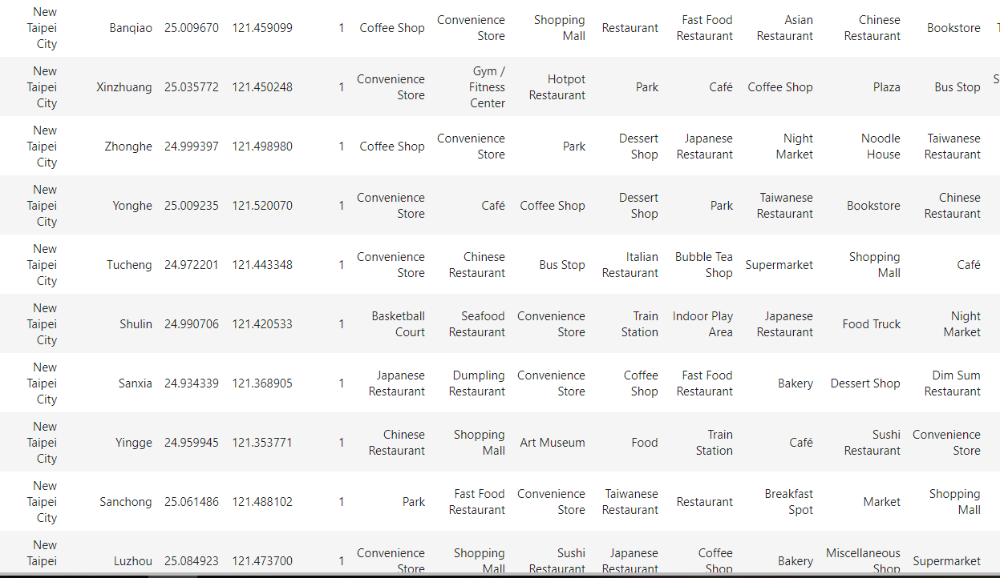 New Taipei City Banqiao 25.009670 121.459099 1 Coffee Shop Convenience Store Shopping Mall Restaurant Fast Food Restaurant Asian Restaurant Chinese Restaurant Bookstore
New Taipei City Xinzhuang 25.035772 121.450248 1 Convenience Store Gym / Fitness Center Hotpot Restaurant Park Café Coffee Shop Plaza Bus Stop
New Taipei City Zhonghe 24.999397 121.498980 1 Coffee Shop Convenience Store Park Dessert Shop Japanese Restaurant Night Market Noodle House Taiwanese Restaurant
New Taipei City Yonghe 25.009235 121.520070 1 Convenience Store Café Coffee Shop Dessert Shop Park Taiwanese Restaurant Bookstore Chinese Restaurant
New Taipei City Tucheng 24.972201 121.443348 1 Convenience Store Chinese Restaurant Bus Stop Italian Restaurant Bubble Tea Shop Supermarket Shopping Mall Café
New Taipei City Shulin 24.990706 121.420533 1 Basketball Court Seafood Restaurant Convenience Store Train Station Indoor Play Area Japanese Restaurant Food Truck Night Market
New Taipei City Sanxia 24.934339 121.368905 1 Japanese Restaurant Dumpling Restaurant Convenience Store Coffee Shop Fast Food Restaurant Bakery Dessert Shop Dim Sum Restaurant
New Taipei City Yingge 24.959945 121.353771 1 Chinese Restaurant Shopping Mall Art Museum Food Train Station Café Sushi Restaurant Convenience Store
New Taipei City Sanchong 25.061486 121.488102 1 Park Fast Food Restaurant Convenience Store Taiwanese Restaurant Restaurant Breakfast Spot Market Shopping Mall
New Taipei Luzhou 25.084923 121.473700 1 Convenience Store Shopping Mall Sushi Restaurant Japanese Restaurant Coffee Shop Bakery Miscellaneous Shop Supermarket